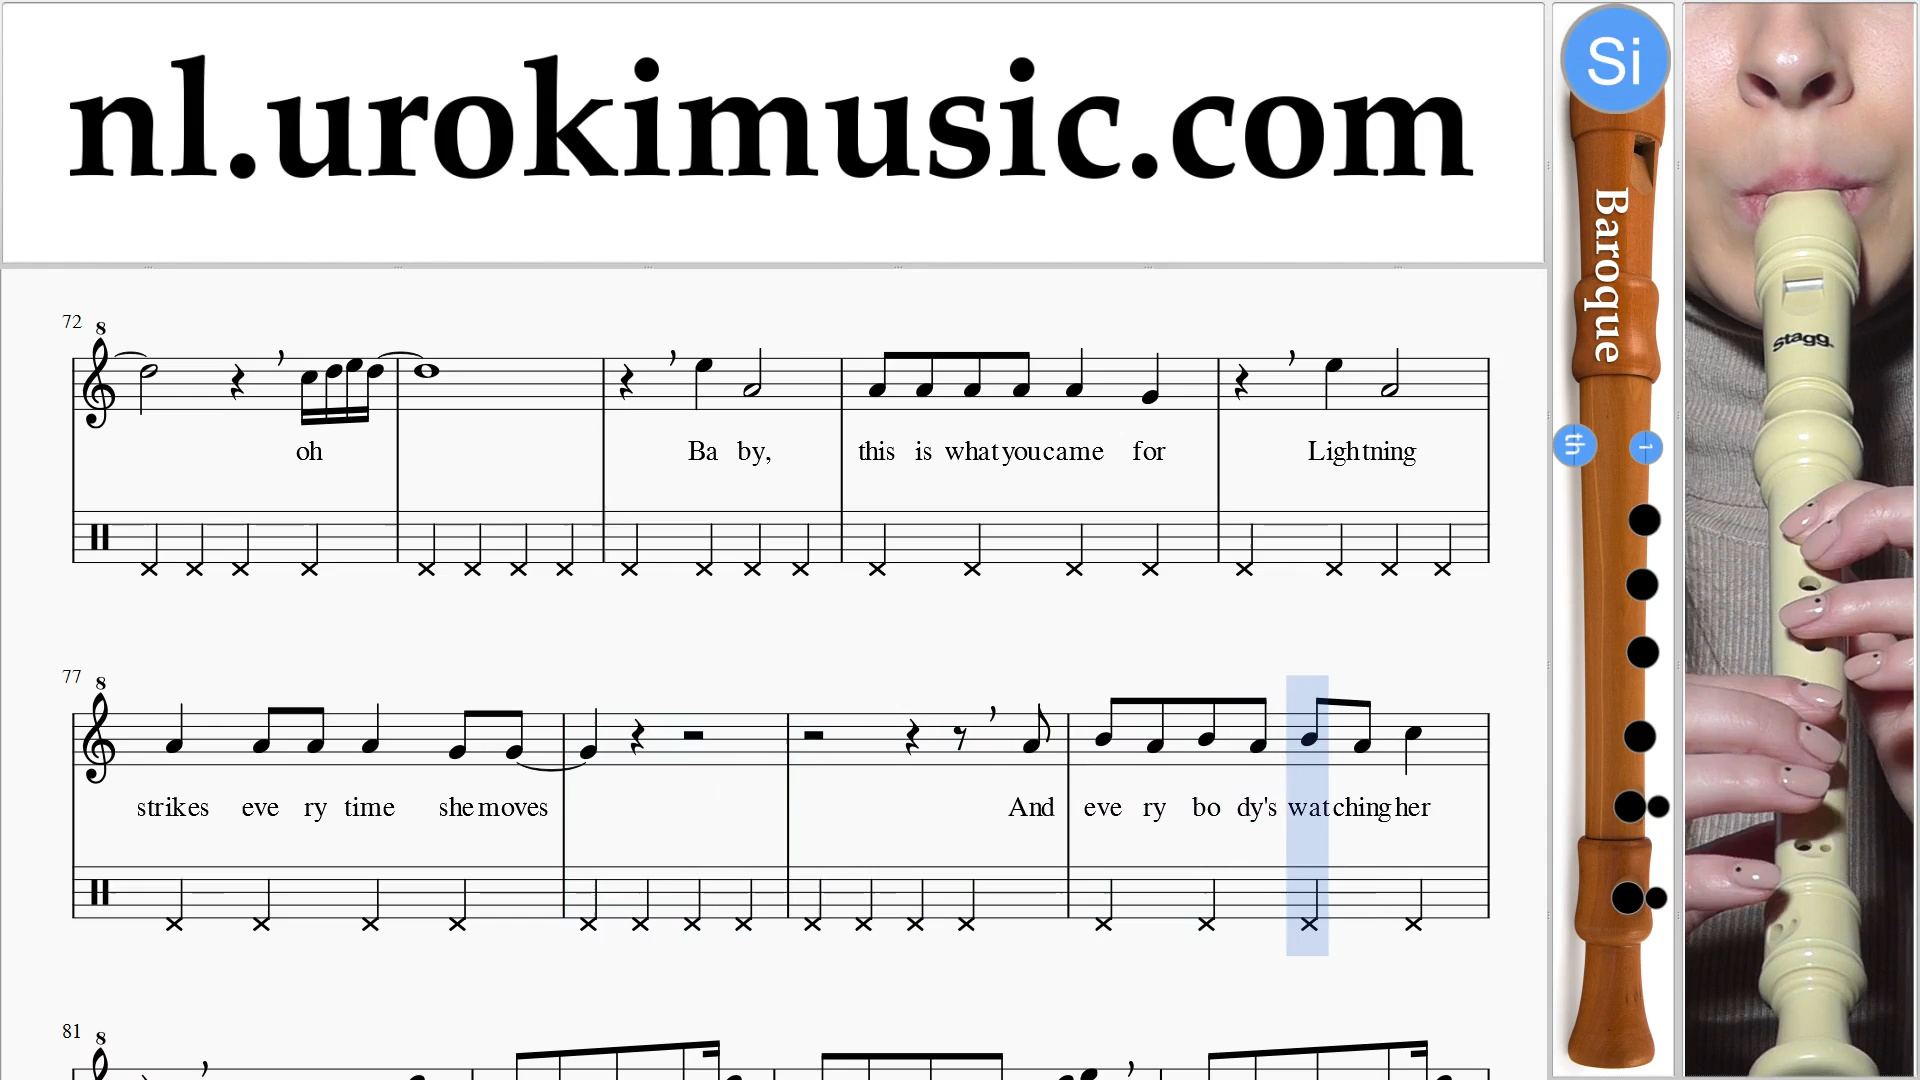 nl.urokimusic.com
Si
Baroque
Stagg
th
1
72
8
oh
Ba by, this is what you came for Lightning
77
8
strikes eve ry time she moves And eve ry bo dy's watching her
81
8